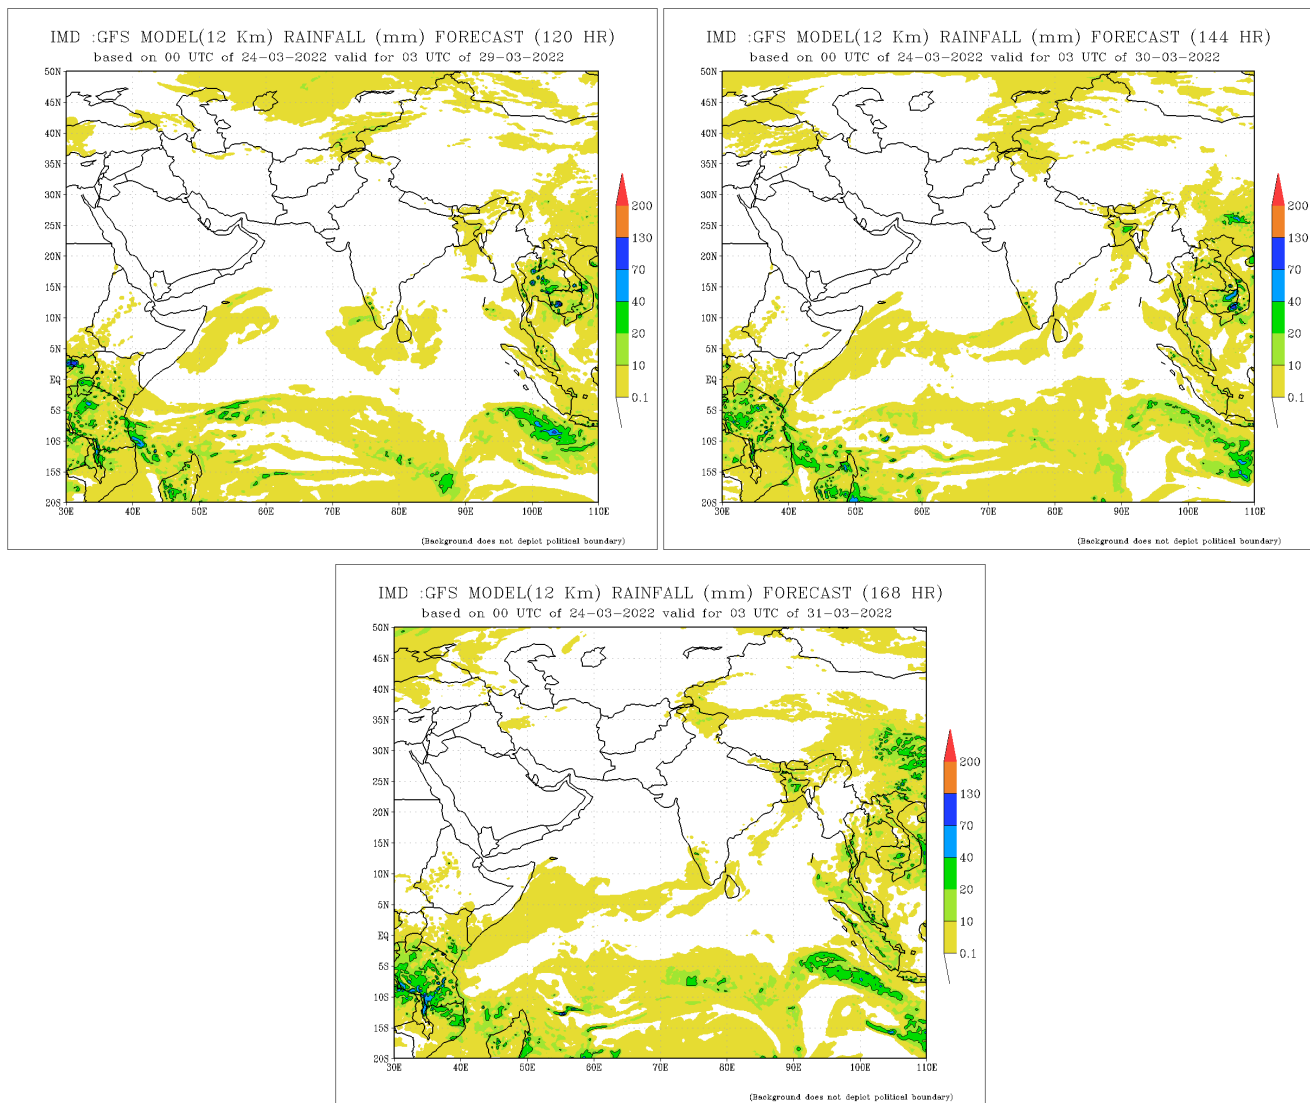 IMD :GFS MODEL(12 Km) RAINFALL (mm) FORECAST (120 HR)
based on 00 UTC of 24-03-2022 valid for 03 UTC of 29-03-2022
50N
45N
40N
35N
30N
25N
20N
15N
10N
5N
EQ
5S
10S
15S
20S
30E 40E 50E 60E 70E 80E 90E 100E 110E
200
130
70
40
20
10
0.1
(Background does not depict political boundary)
IMD :GFS MODEL(12 Km) RAINFALL (mm) FORECAST (144 HR)
based on 00 UTC of 24-03-2022 valid for 03 UTC of 30-03-2022
50N
45N
40N
35N
30N
25N
20N
15N
10N
5N
EQ
5S
10S
15S
20S
30E 40E 50E 60E 70E 80E 90E 100E 110E
200
130
70
40
20
10
0.1
(Background does not depict political boundary)
IMD :GFS MODEL(12 Km) RAINFALL (mm) FORECAST (168 HR)
based on 00 UTC of 24-03-2022 valid for 03 UTC of 31-03-2022
50N
45N
40N
35N
30N
25N
20N
15N
10N
5N
EQ
5S
10S
15S
20S
30E 40E 50E 60E 70E 80E 90E 100E 110E
200
130
70
40
20
10
0.1
(Background does not depict political boundary)